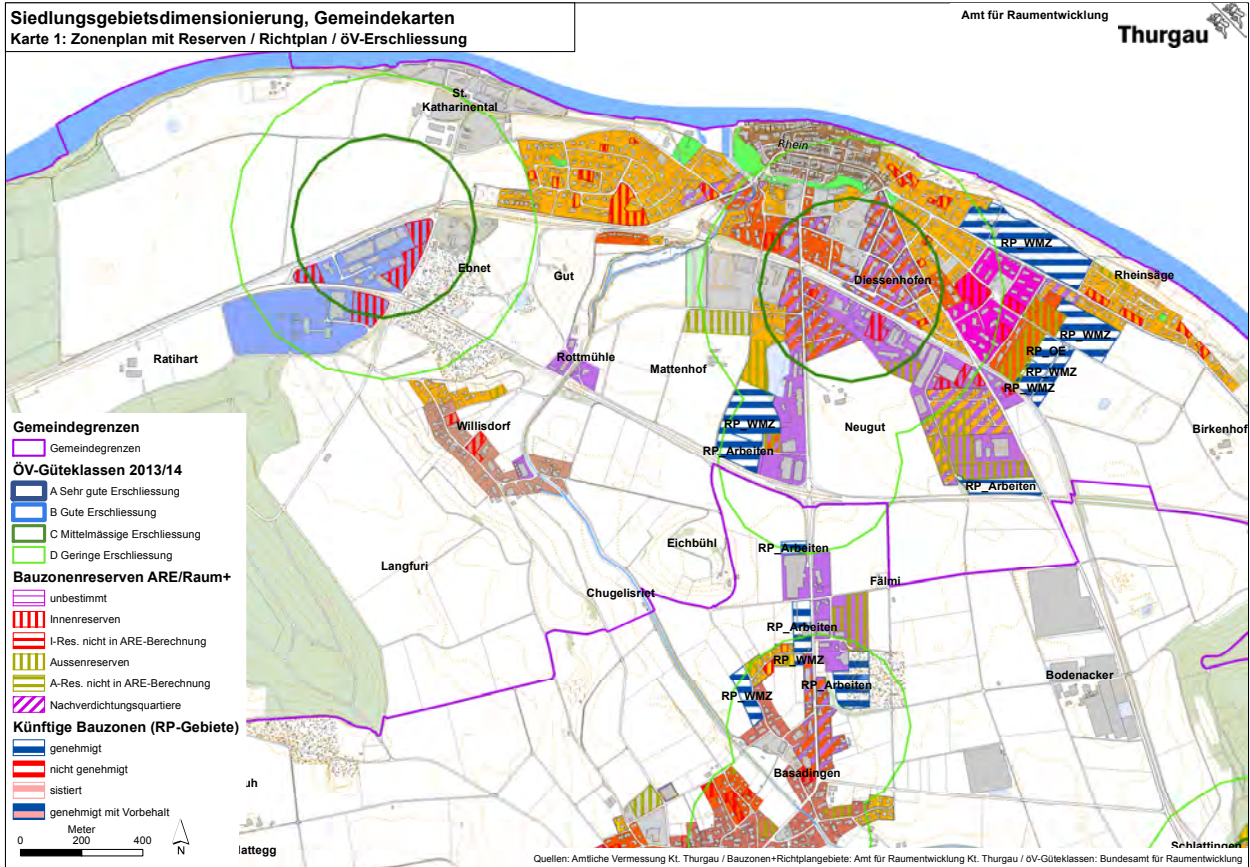 Siedlungsgebietsdimensionierung, Gemeindekarten
Karte 1: Zonenplan mit Reserven / Richtplan / öV-Erschliessung
Amt für Raumentwicklung
Thurgau
St.
Katharinental
Rhein
RP_WMZ
Rheinsäge
Ebnet
Gut
Diessenhofen
RP_WMZ
RP_OE
RP_WMZ
RP_WMZ
Ratihart
Rottmühle
Mattenhof
Willisdorf
RP_WMZ
Neugut
Birkenhof
RP_Arbeiten
RP_Arbeiten
Eichbühl
RP_Arbeiten
Langfuri
Fälmi
Chugelisriet
RP_Arbeiten
RP_WMZ
Bodenacker
RP_WMZ
RP_Arbeiten
Basadingen
uh
lattegg
Schlattingen
Gemeindegrenzen
Gemeindegrenzen
ÖV-Güteklassen 2013/14
A Sehr gute Erschliessung
B Gute Erschliessung
C Mittelmässige Erschliessung
D Geringe Erschliessung
Bauzonenreserven ARE/Raum+
unbestimmt
Innenreserven
I-Res. nicht in ARE-Berechnung
Aussenreserven
A-Res. nicht in ARE-Berechnung
Nachverdichtungsquartiere
Künftige Bauzonen (RP-Gebiete)
genehmigt
nicht genehmigt
sistiert
genehmigt mit Vorbehalt
Meter
0 200 400
N
Quellen: Amtliche Vermessung Kt. Thurgau / Bauzonen+Richtplangebiete: Amt für Raumentwicklung Kt. Thurgau / öV-Güteklassen: Bundesamt für Raumentwicklung